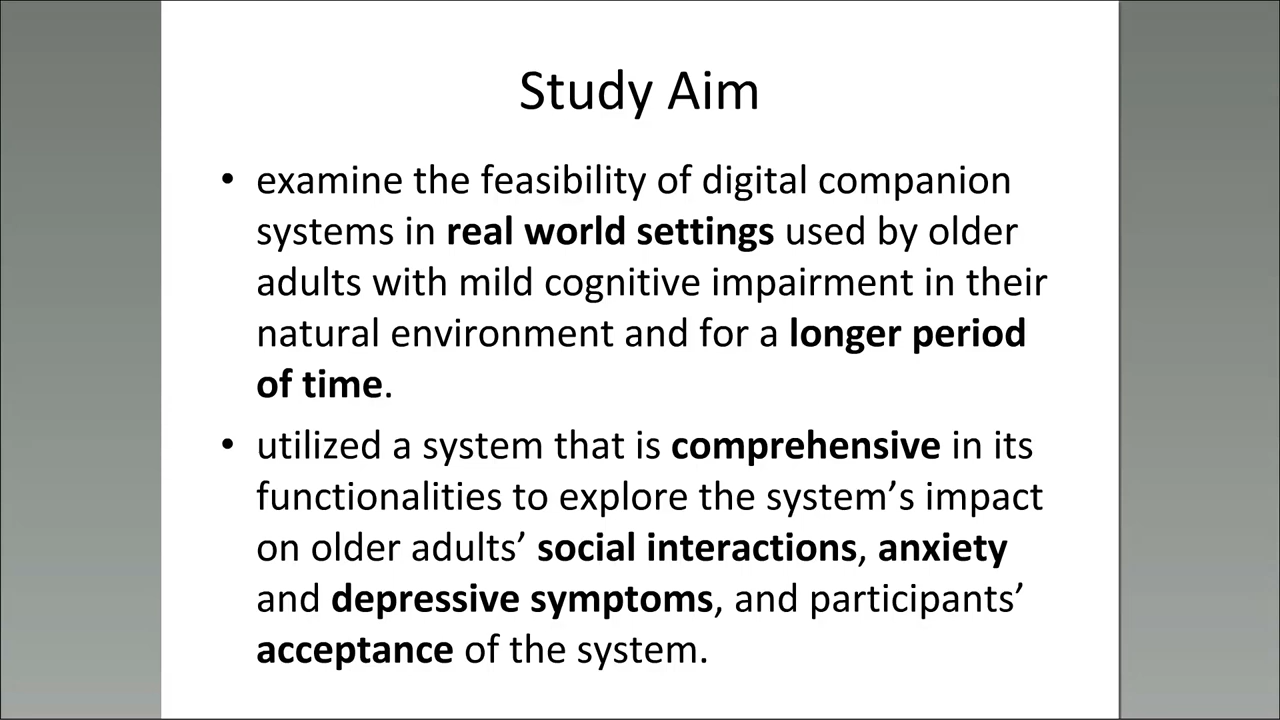 Study Aim
• examine the feasibility of digital companion
systems in real world settings used by older
adults with mild cognitive impairment in their
natural environment and for a longer period
of time.
• utilized a system that is comprehensive in its
functionalities to explore the system’s impact
on older adults’ social interactions, anxiety
and depressive symptoms, and participants’
acceptance of the system.